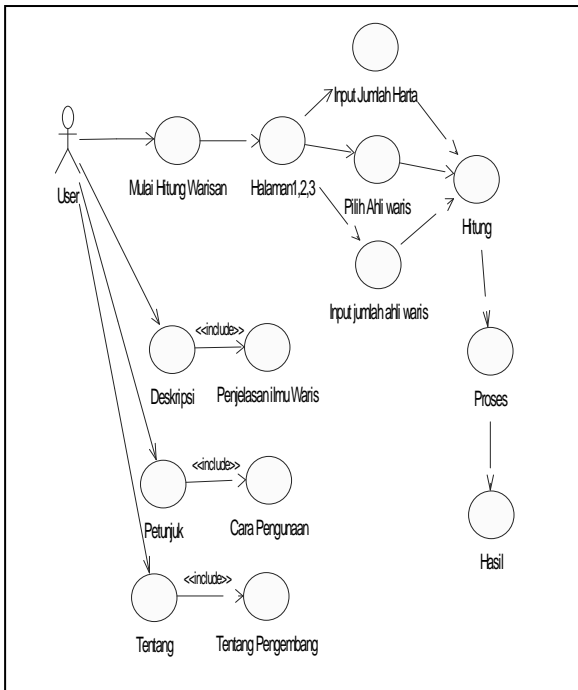 Input Jumlah Harta
User
Mulai Hitung Warisan
Halaman1,2,3
Pilih Ahli waris
Hitung
Input jumlah ahli waris
<<include>>
Deskripsi
Penjelasan ilmu Waris
Proses
<<include>>
Petunjuk
Cara Pengunaan
Hasil
<<include>>
Tentang
Tentang Pengembang